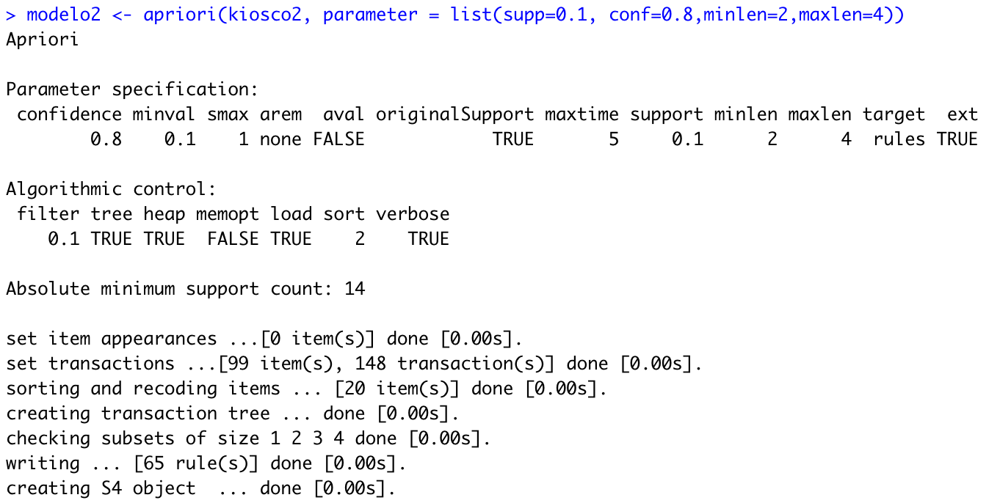 > modelo2 <- apriori(kiosco2, parameter = list(supp=0.1, conf=0.8,minlen=2,maxlen=4))
Apriori

Parameter specification:
 confidence minval smax arem  aval originalSupport maxtime support minlen maxlen target  ext
        0.8    0.1    1 none FALSE            TRUE       5     0.1      2      4  rules TRUE

Algorithmic control:
 filter tree heap memopt load sort verbose
    0.1 TRUE TRUE  FALSE TRUE    2    TRUE

Absolute minimum support count: 14

set item appearances ...[0 item(s)] done [0.00s].
set transactions ...[99 item(s), 148 transaction(s)] done [0.00s].
sorting and recoding items ... [20 item(s)] done [0.00s].
creating transaction tree ... done [0.00s].
checking subsets of size 1 2 3 4 done [0.00s].
writing ... [65 rule(s)] done [0.00s].
creating S4 object  ... done [0.00s].